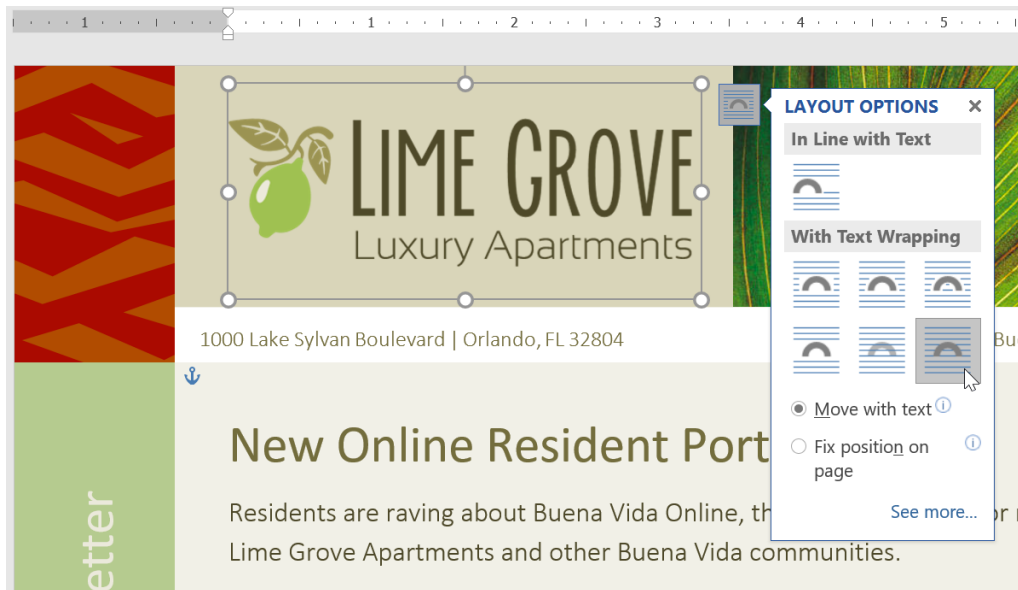 1 1 2 3 4 5
LAYOUT OPTIONS
In Line with Text
With Text Wrapping
Move with text
Fix position on
page
See more...
LIME GROVE
Luxury Apartments
1000 Lake Sylvan Boulevard | Orlando, FL 32804
Bu
New Online Resident Port
Residents are raving about Buena Vida Online, th
or
Lime Grove Apartments and other Buena Vida communities.
etter